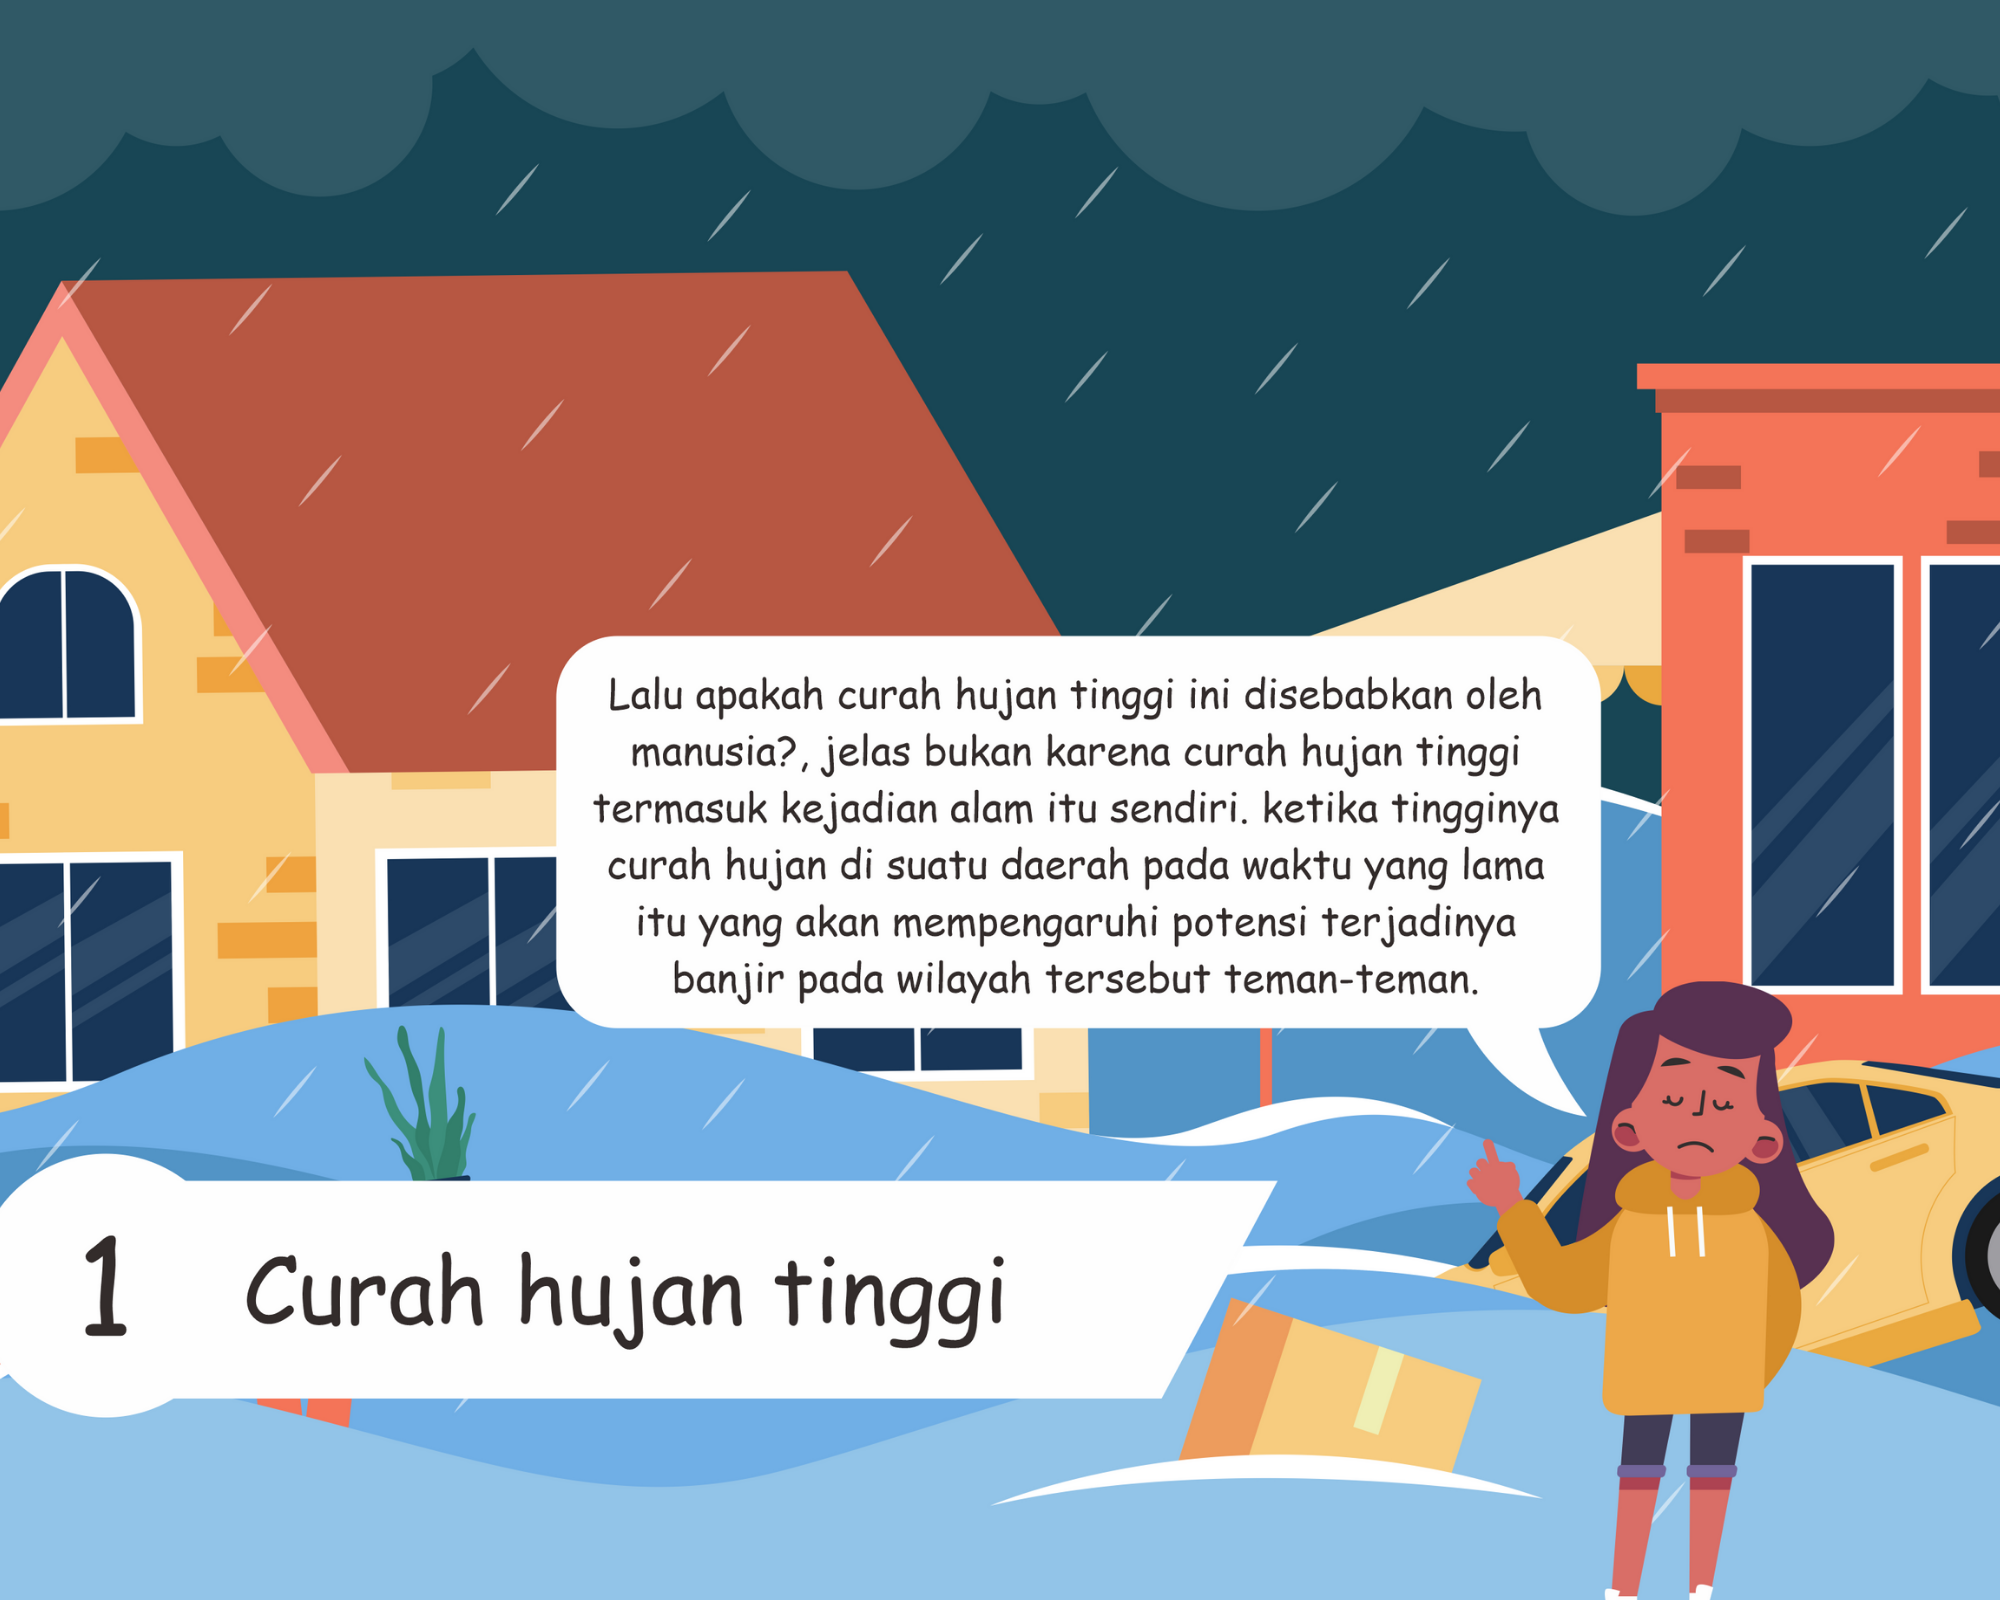 Lalu apakah curah hujan tinggi ini disebabkan oleh
manusia?, jelas bukan karena curah hujan tinggi
termasuk kejadian alam itu sendiri. ketika tingginya
curah hujan di suatu daerah pada waktu yang lama
itu yang akan mempengaruhi potensi terjadinya
banjir pada wilayah tersebut teman-teman.
1 Curah hujan tinggi